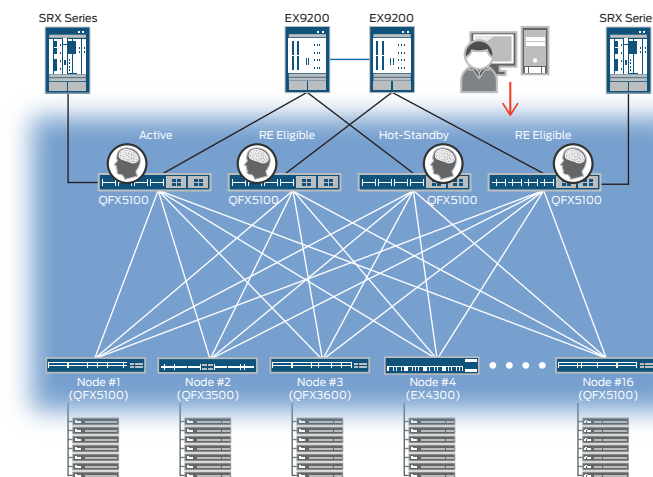 SRX Series
EX9200
EX9200
SRX Series
Active
RE Eligible
Hot-Standby
RE Eligible
QFX5100
QFX5100
QFX5100
QFX5100
Node #1
(QFX5100)
Node #2
(QFX3500)
Node #3
(QFX3600)
Node #4
(EX4300)
Node #16
(QFX5100)